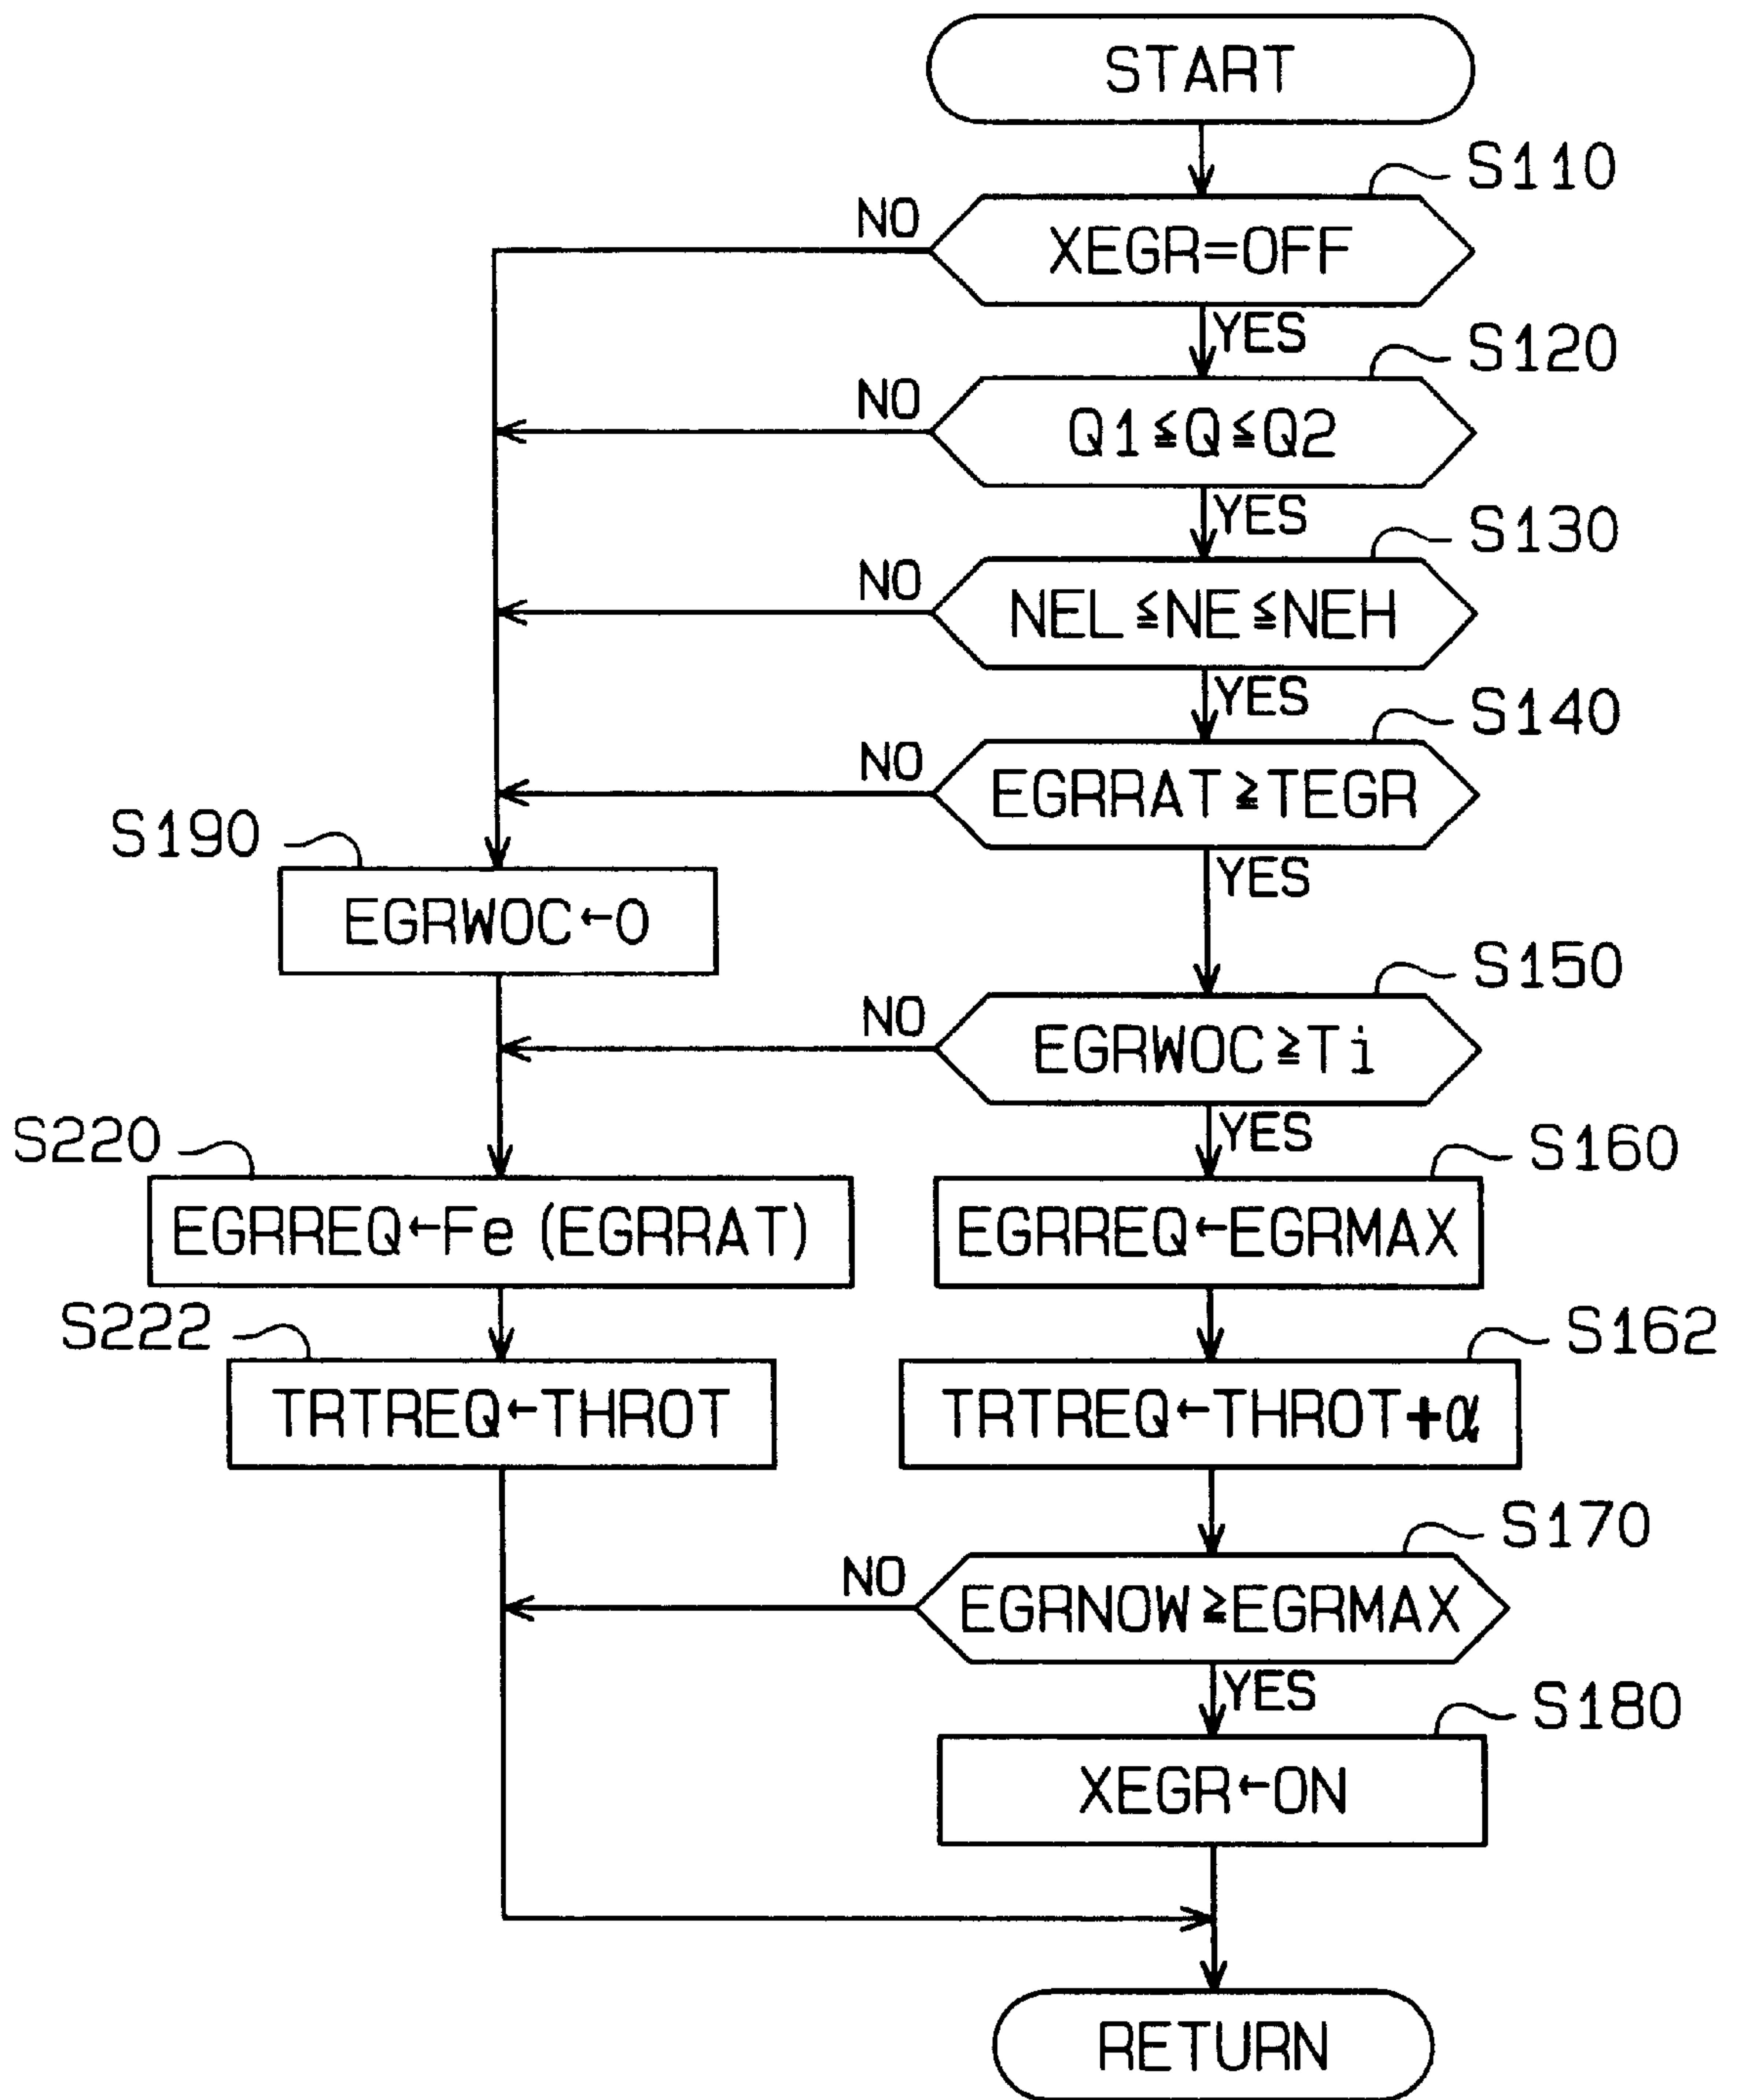 START
S110
NO
XEGR=OFF
YES
S120
NO
Q1≦Q≦Q2
YES
S130
NO
NEL≦NE≦NEH
YES
S140
NO
EGRRAT≧TEGR
YES
S190
EGRWOC←0
S150
NO
EGRWOC≧Ti
YES
S220
EGRREQ←Fe (EGRRAT)
S160
EGRREQ←EGRMAX
S222
TRTREQ←THROT
S162
TRTREQ←THROT+α
S170
NO
EGRNOW≧EGRMAX
YES
S180
XEGR←ON
RETURN